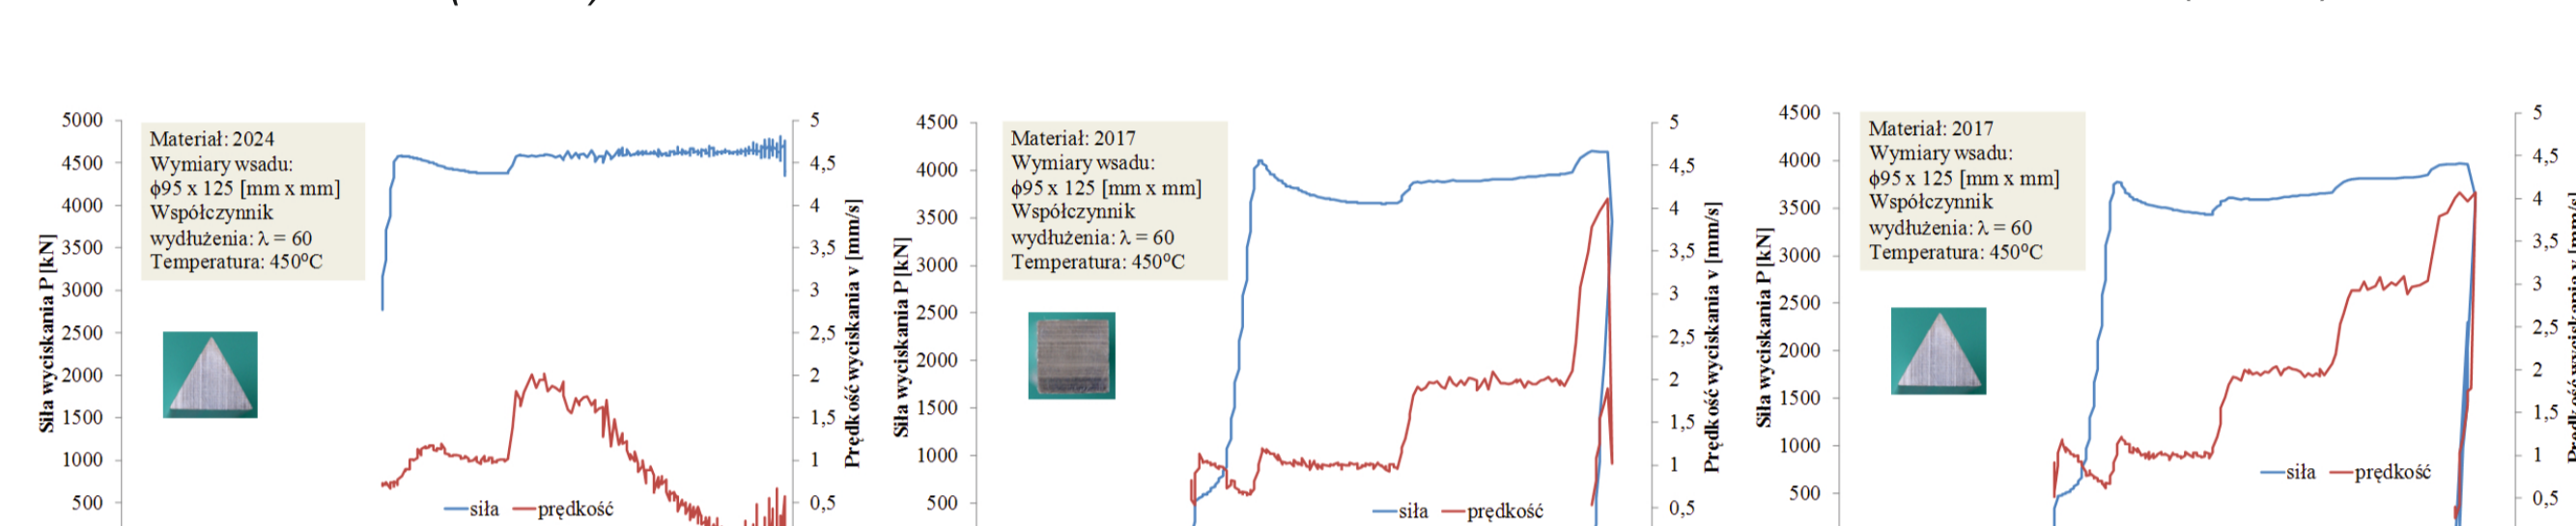 Siła wyciskania P [kN]
5000
4500
4000
3500
3000
2500
2000
1500
1000
500
Materiał: 2024
Wymiary wsadu:
ϕ95 x 125 [mm x mm]
Współczynnik
wydłużenia: λ = 60
Temperatura: 450⁰C
siła prędkość
5
4,5
4
3,5
3
2,5
2
1,5
1
0,5
Prędkość wyciskania v [mm/s]
Siła wyciskania P [kN]
4500
4000
3500
3000
2500
2000
1500
1000
500
Materiał: 2017
Wymiary wsadu:
ϕ95 x 125 [mm x mm]
Współczynnik
wydłużenia: λ = 60
Temperatura: 450⁰C
siła prędkość
5
4,5
4
3,5
3
2,5
2
1,5
1
0,5
Prędkość wyciskania v [mm/s]
Siła wyciskania P [kN]
4500
4000
3500
3000
2500
2000
1500
1000
500
Materiał: 2017
Wymiary wsadu:
ϕ95 x 125 [mm x mm]
Współczynnik
wydłużenia: λ = 60
Temperatura: 450⁰C
siła prędkość
5
4,5
4
3,5
3
2,5
2
1,5
1
0,5